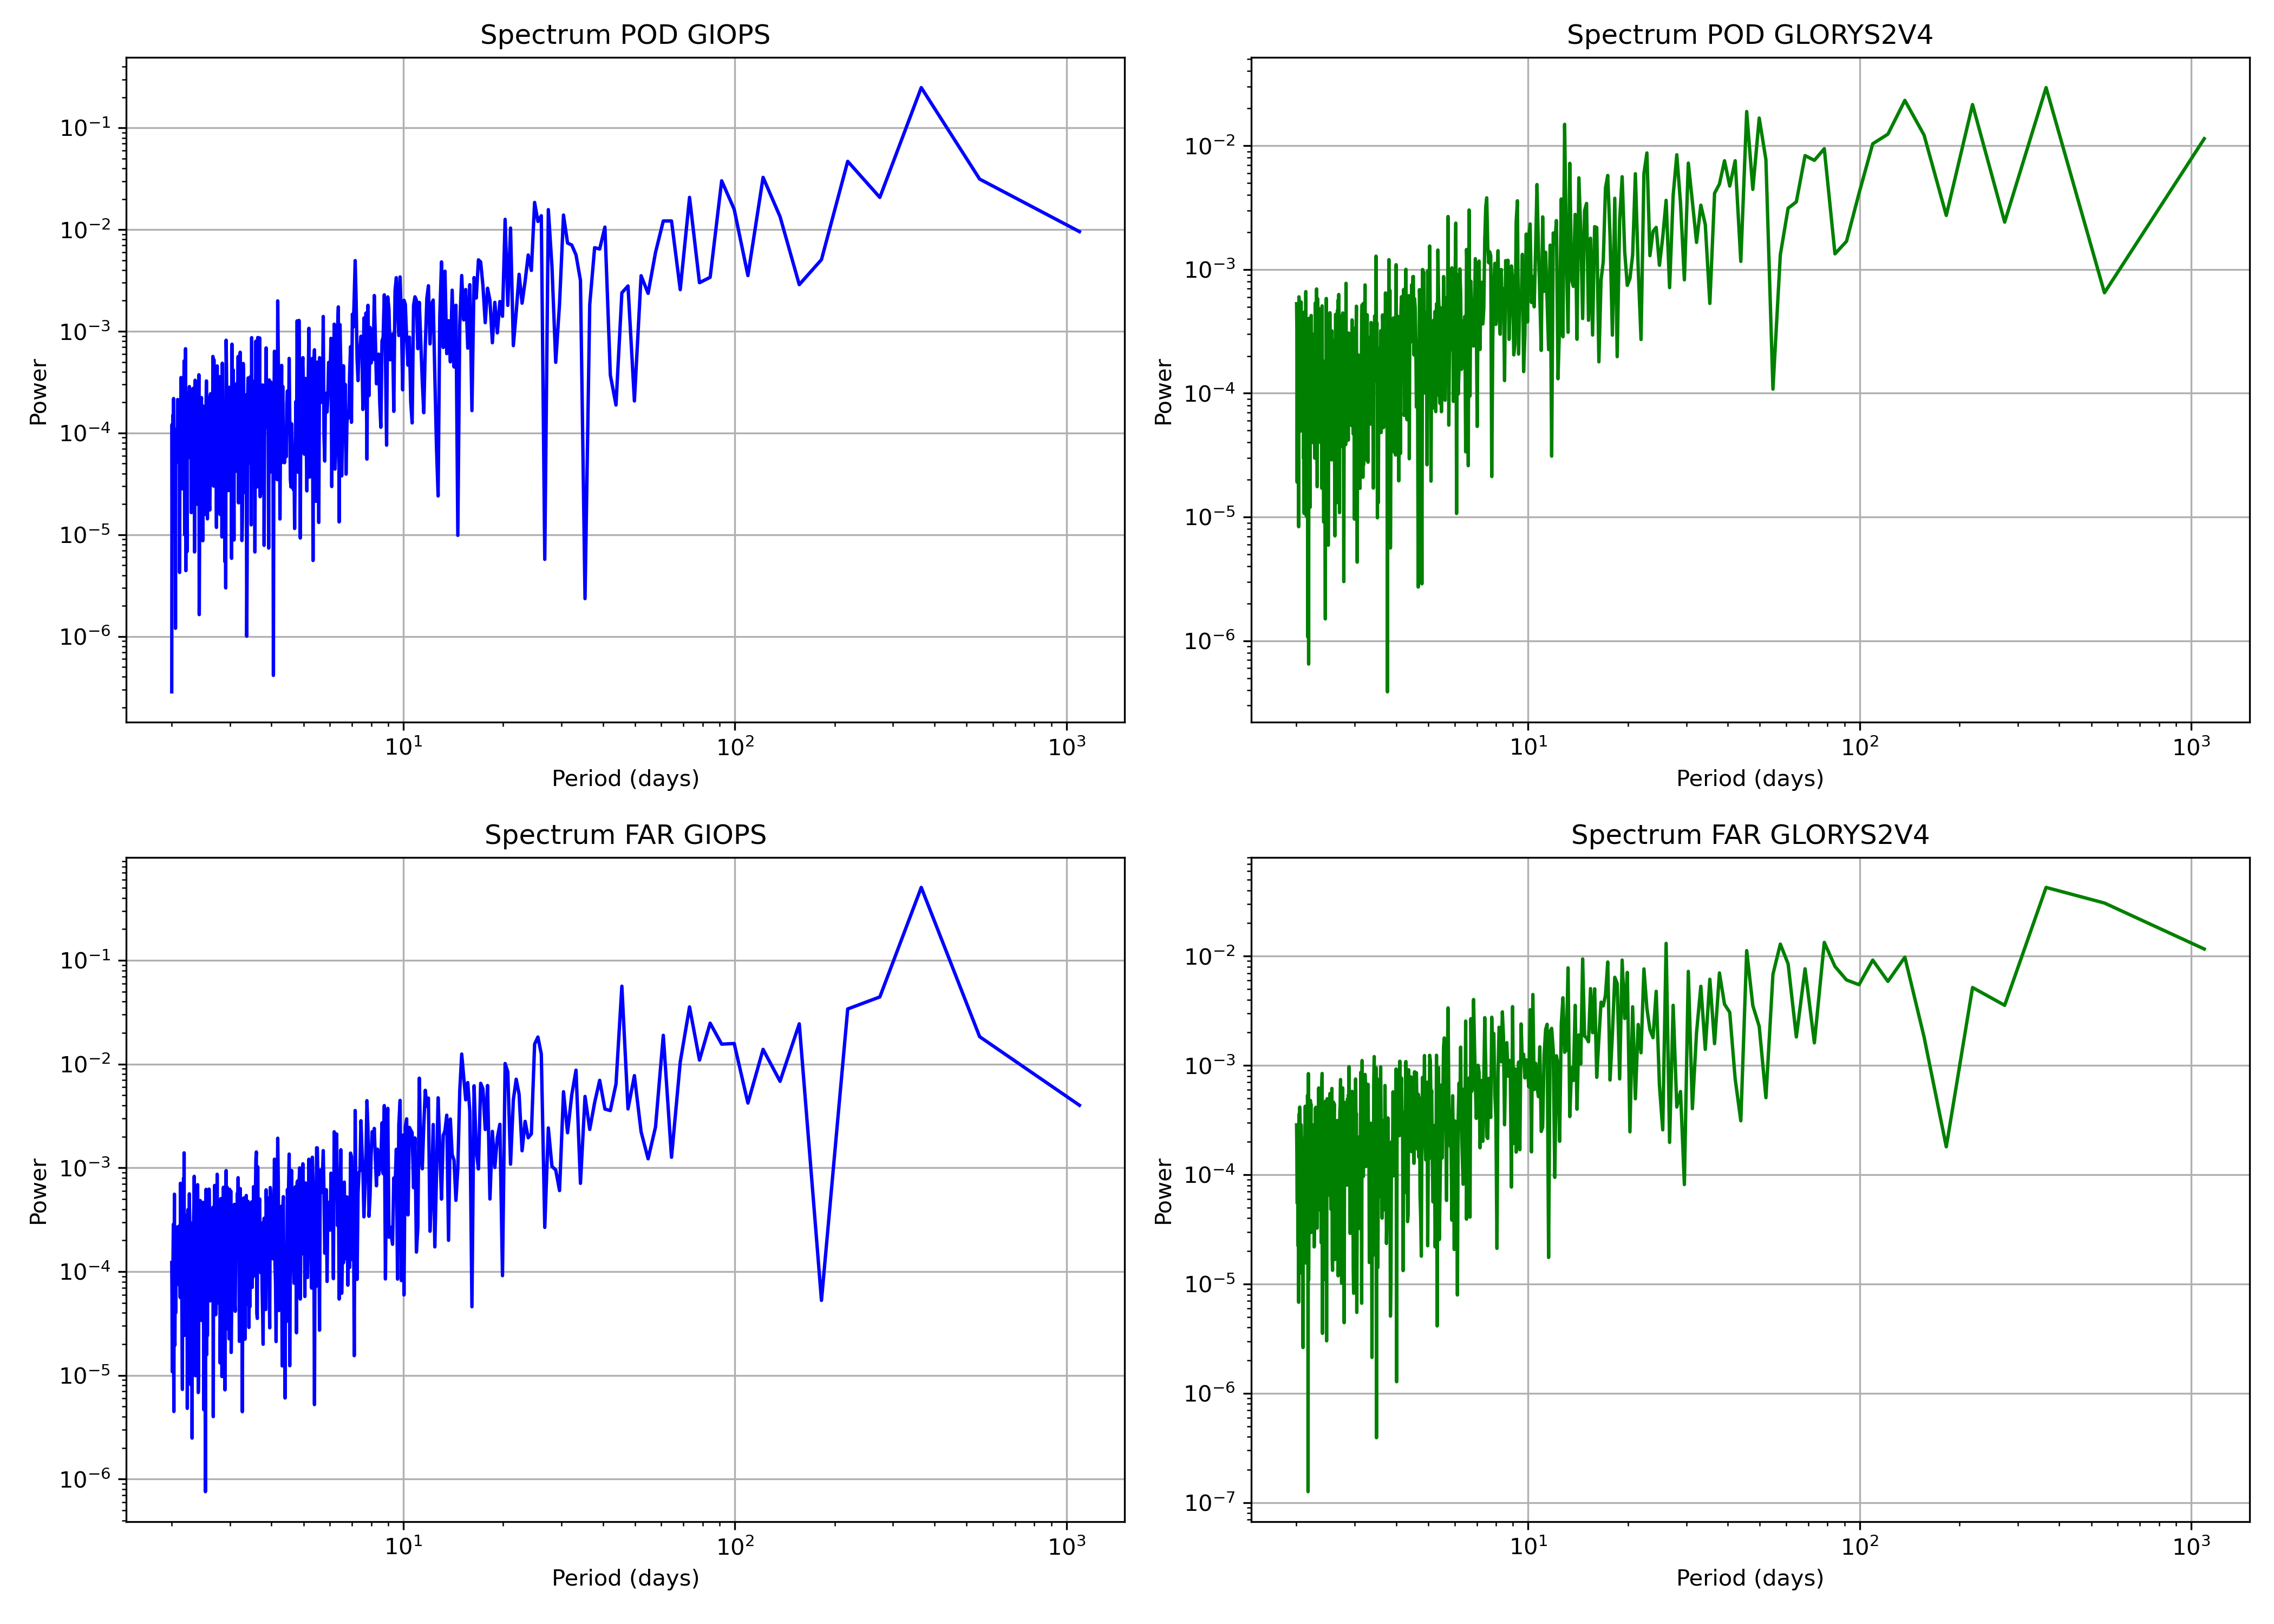 Spectrum POD GIOPS
Power
10⁻¹
10⁻²
10⁻³
10⁻⁴
10⁻⁵
10⁻⁶
10¹ 10² 10³
Period (days)
Spectrum POD GLORYS2V4
Power
10⁻²
10⁻³
10⁻⁴
10⁻⁵
10⁻⁶
10¹ 10² 10³
Period (days)
Spectrum FAR GIOPS
Power
10⁻¹
10⁻²
10⁻³
10⁻⁴
10⁻⁵
10⁻⁶
10¹ 10² 10³
Period (days)
Spectrum FAR GLORYS2V4
Power
10⁻²
10⁻³
10⁻⁴
10⁻⁵
10⁻⁶
10⁻⁷
10¹ 10² 10³
Period (days)